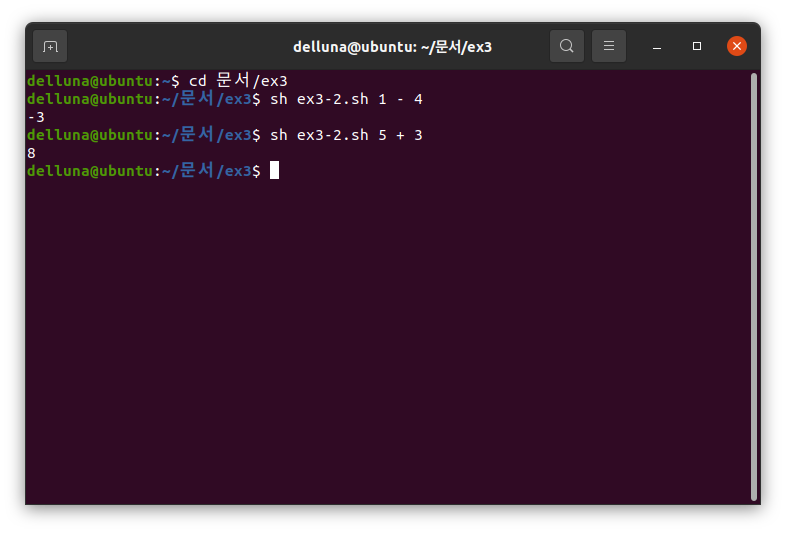 delluna@ubuntu: ~/문서/ex3
delluna@ubuntu:~$ cd 문서/ex3
delluna@ubuntu:~/문서/ex3$ sh ex3-2.sh 1 - 4
-3
delluna@ubuntu:~/문서/ex3$ sh ex3-2.sh 5 + 3
8
delluna@ubuntu:~/문서/ex3$